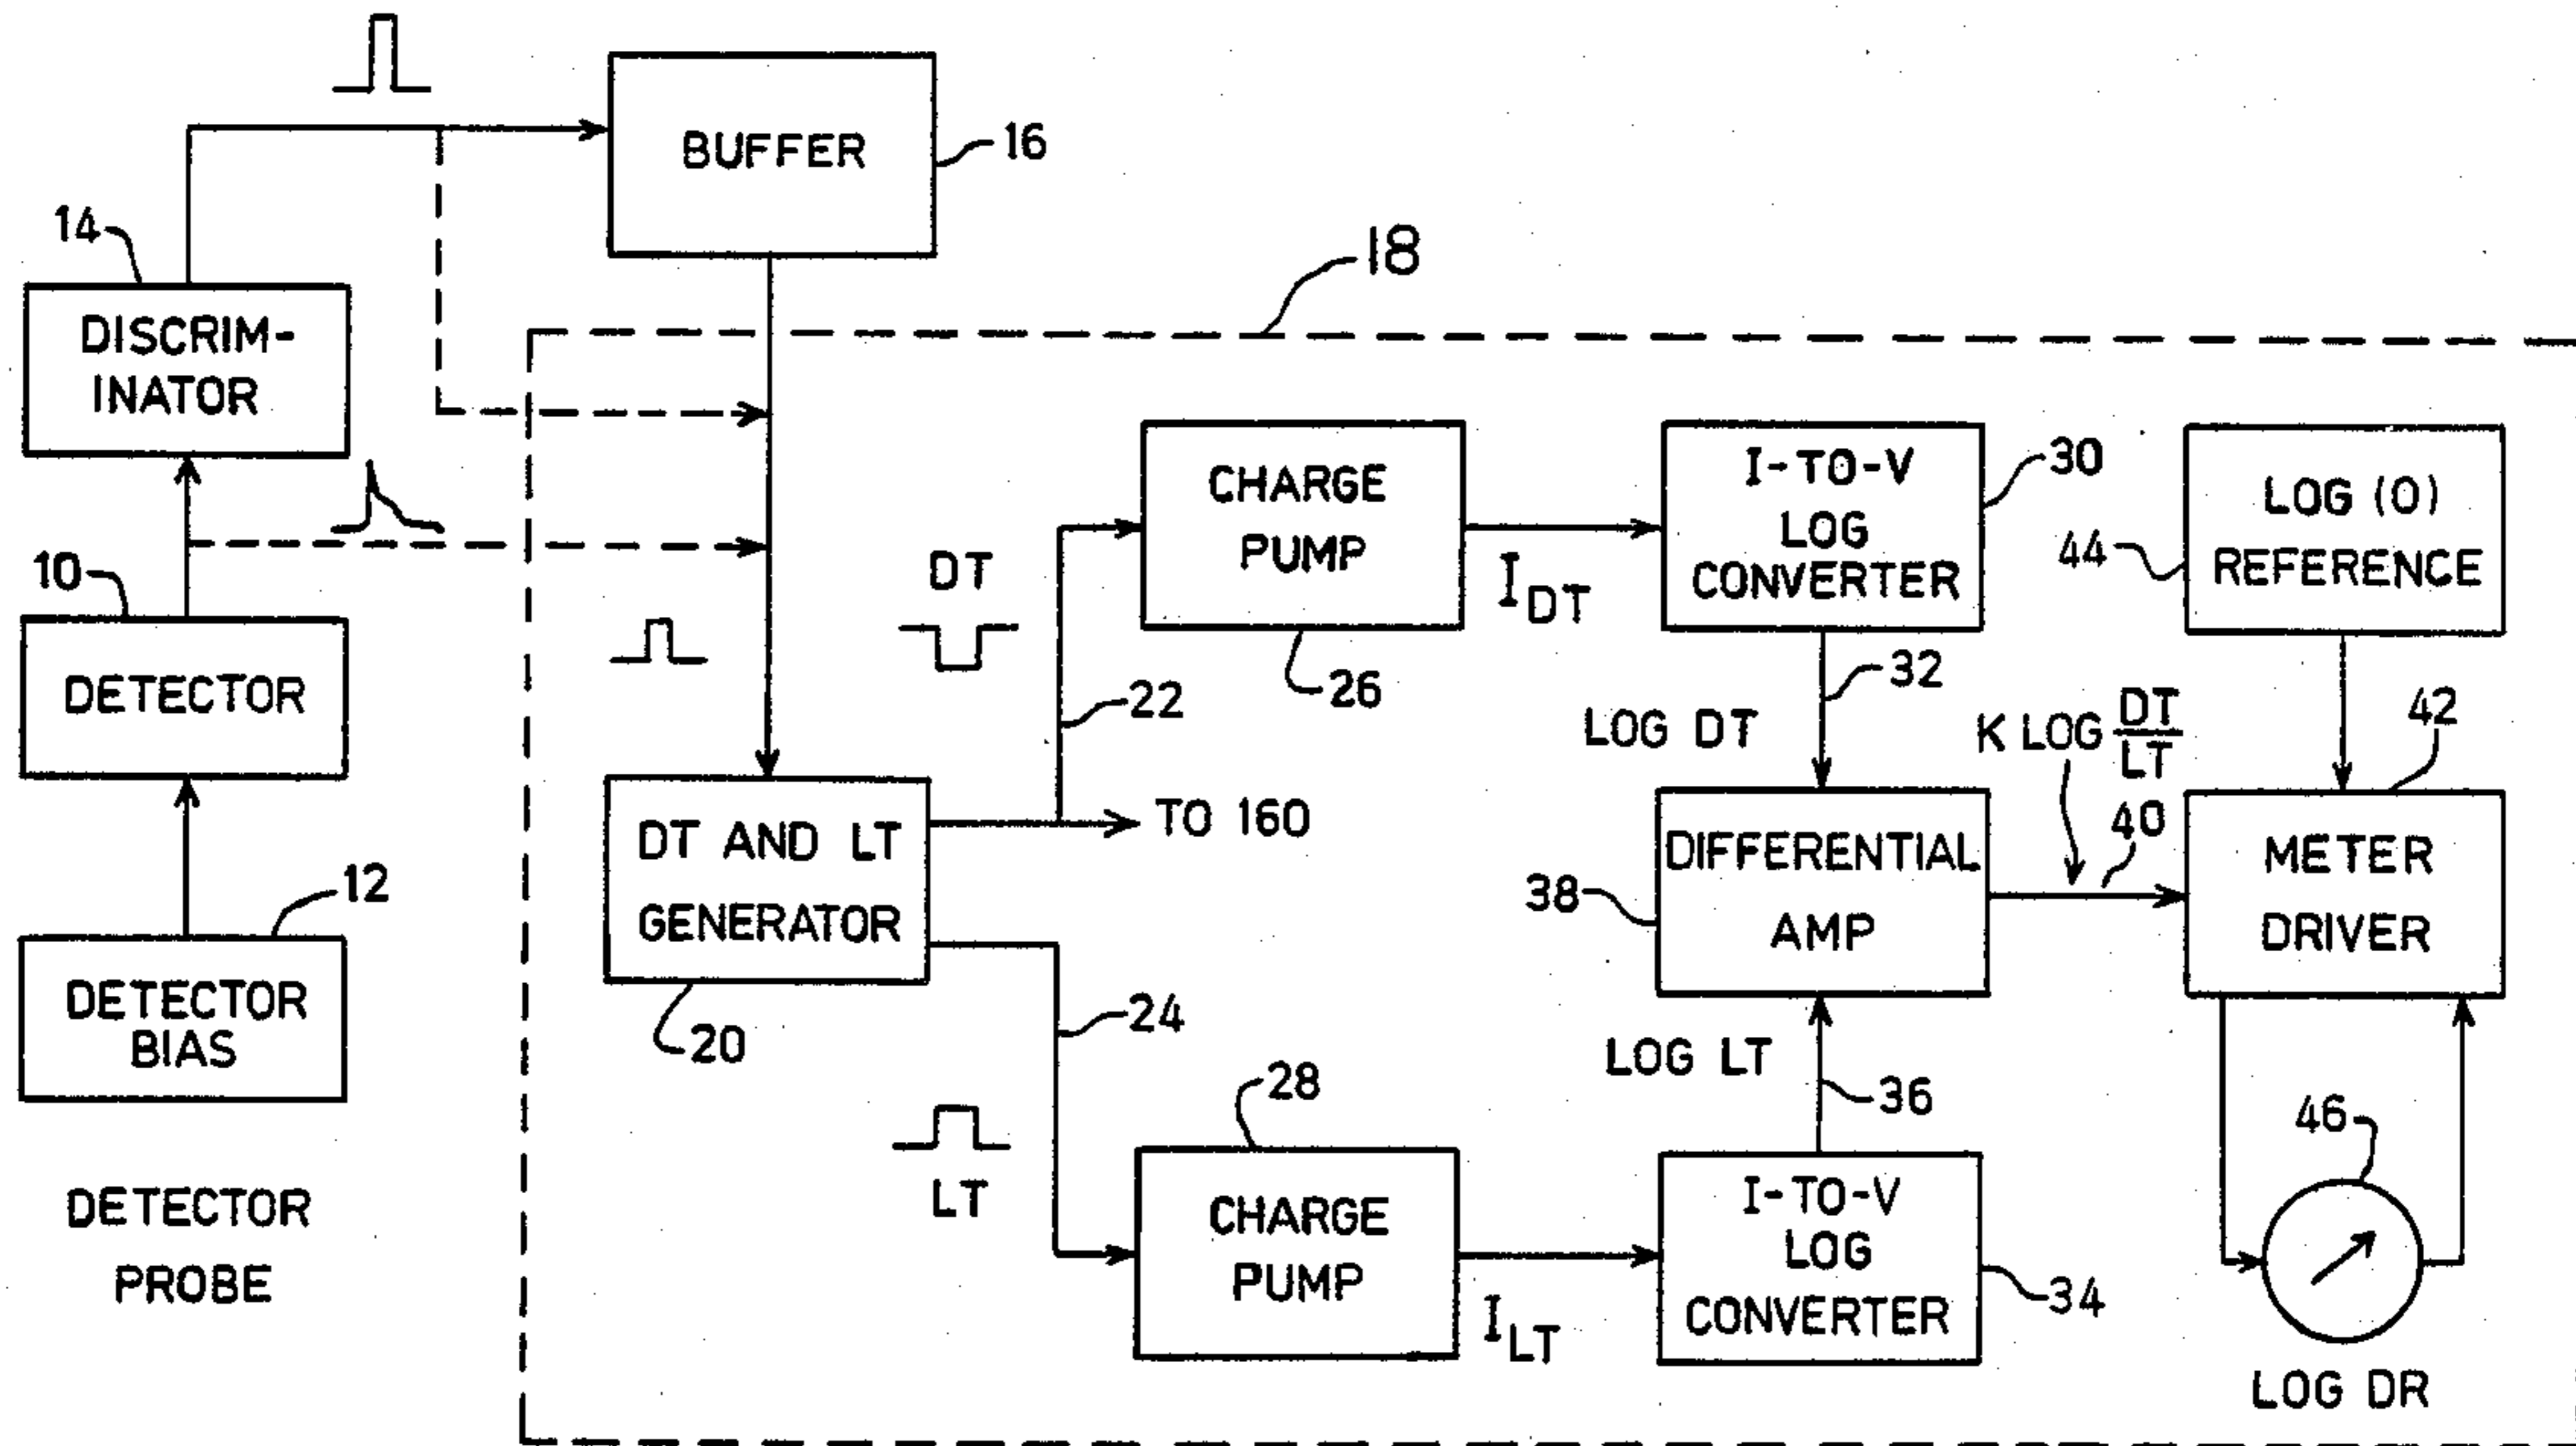 BUFFER
16
14
DISCRIM-
INATOR
18
10
DETECTOR
12
DETECTOR
BIAS
DETECTOR
PROBE
DT AND LT
GENERATOR
20
DT
22
TO 160
24
LT
CHARGE
PUMP
26
I DT
I-TO-V
LOG
CONVERTER
30
32
LOG DT
28
CHARGE
PUMP
I LT
I-TO-V
LOG
CONVERTER
34
36
LOG LT
DIFFERENTIAL
AMP
38
K LOG DT
LT
40
LOG (0)
REFERENCE
44
42
METER
DRIVER
46
LOG DR